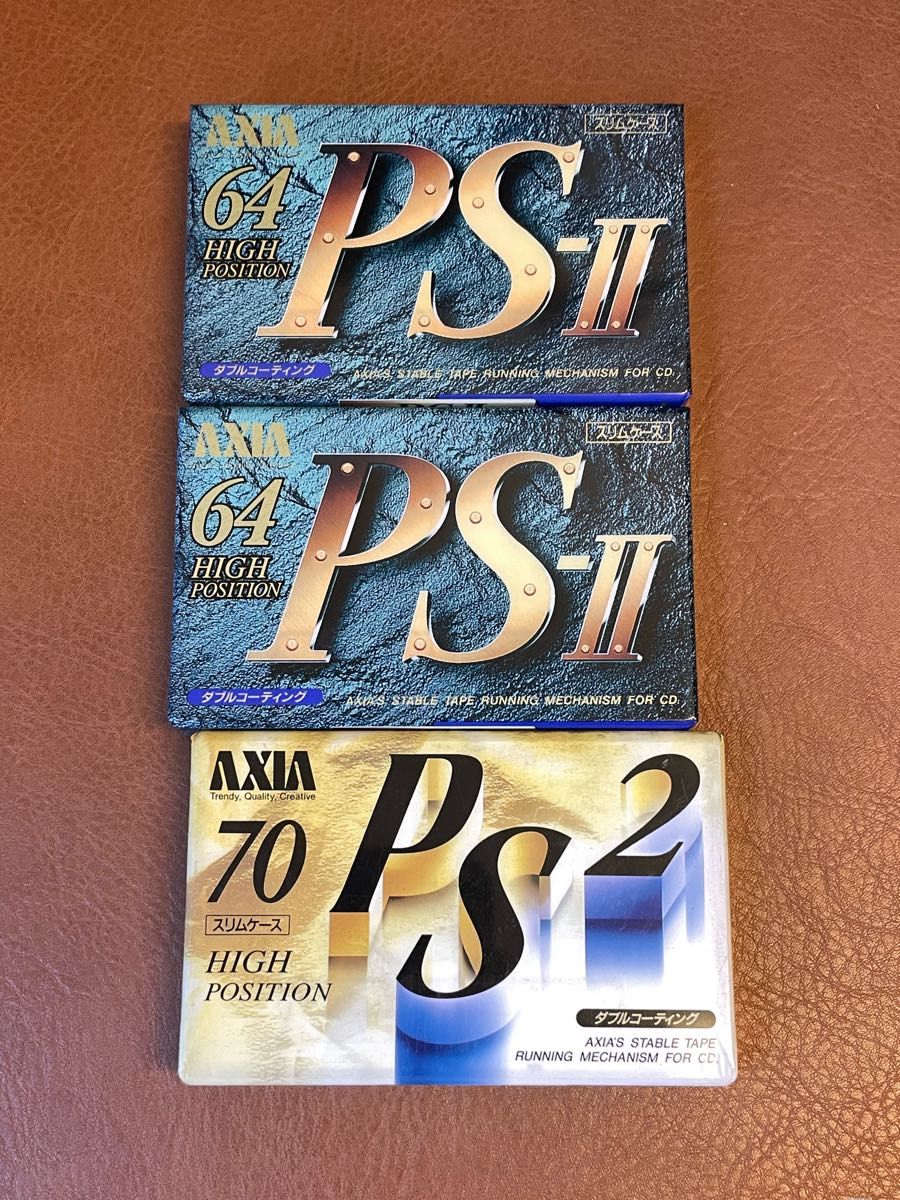 AXIA
スリムケース
64
HIGH
POSITION
PS-II
ダブルコーティング
AXIA'S STABLE TAPE RUNNING MECHANISM FOR CD.
AXIA
スリムケース
64
HIGH
POSITION
PS-II
ダブルコーティング
AXIA'S STABLE TAPE RUNNING MECHANISM FOR CD.
AXIA
Trendy, Quality, Creative
70
PS2
スリムケース
HIGH
POSITION
ダブルコーティング
AXIA'S STABLE TAPE
RUNNING MECHANISM FOR CD.